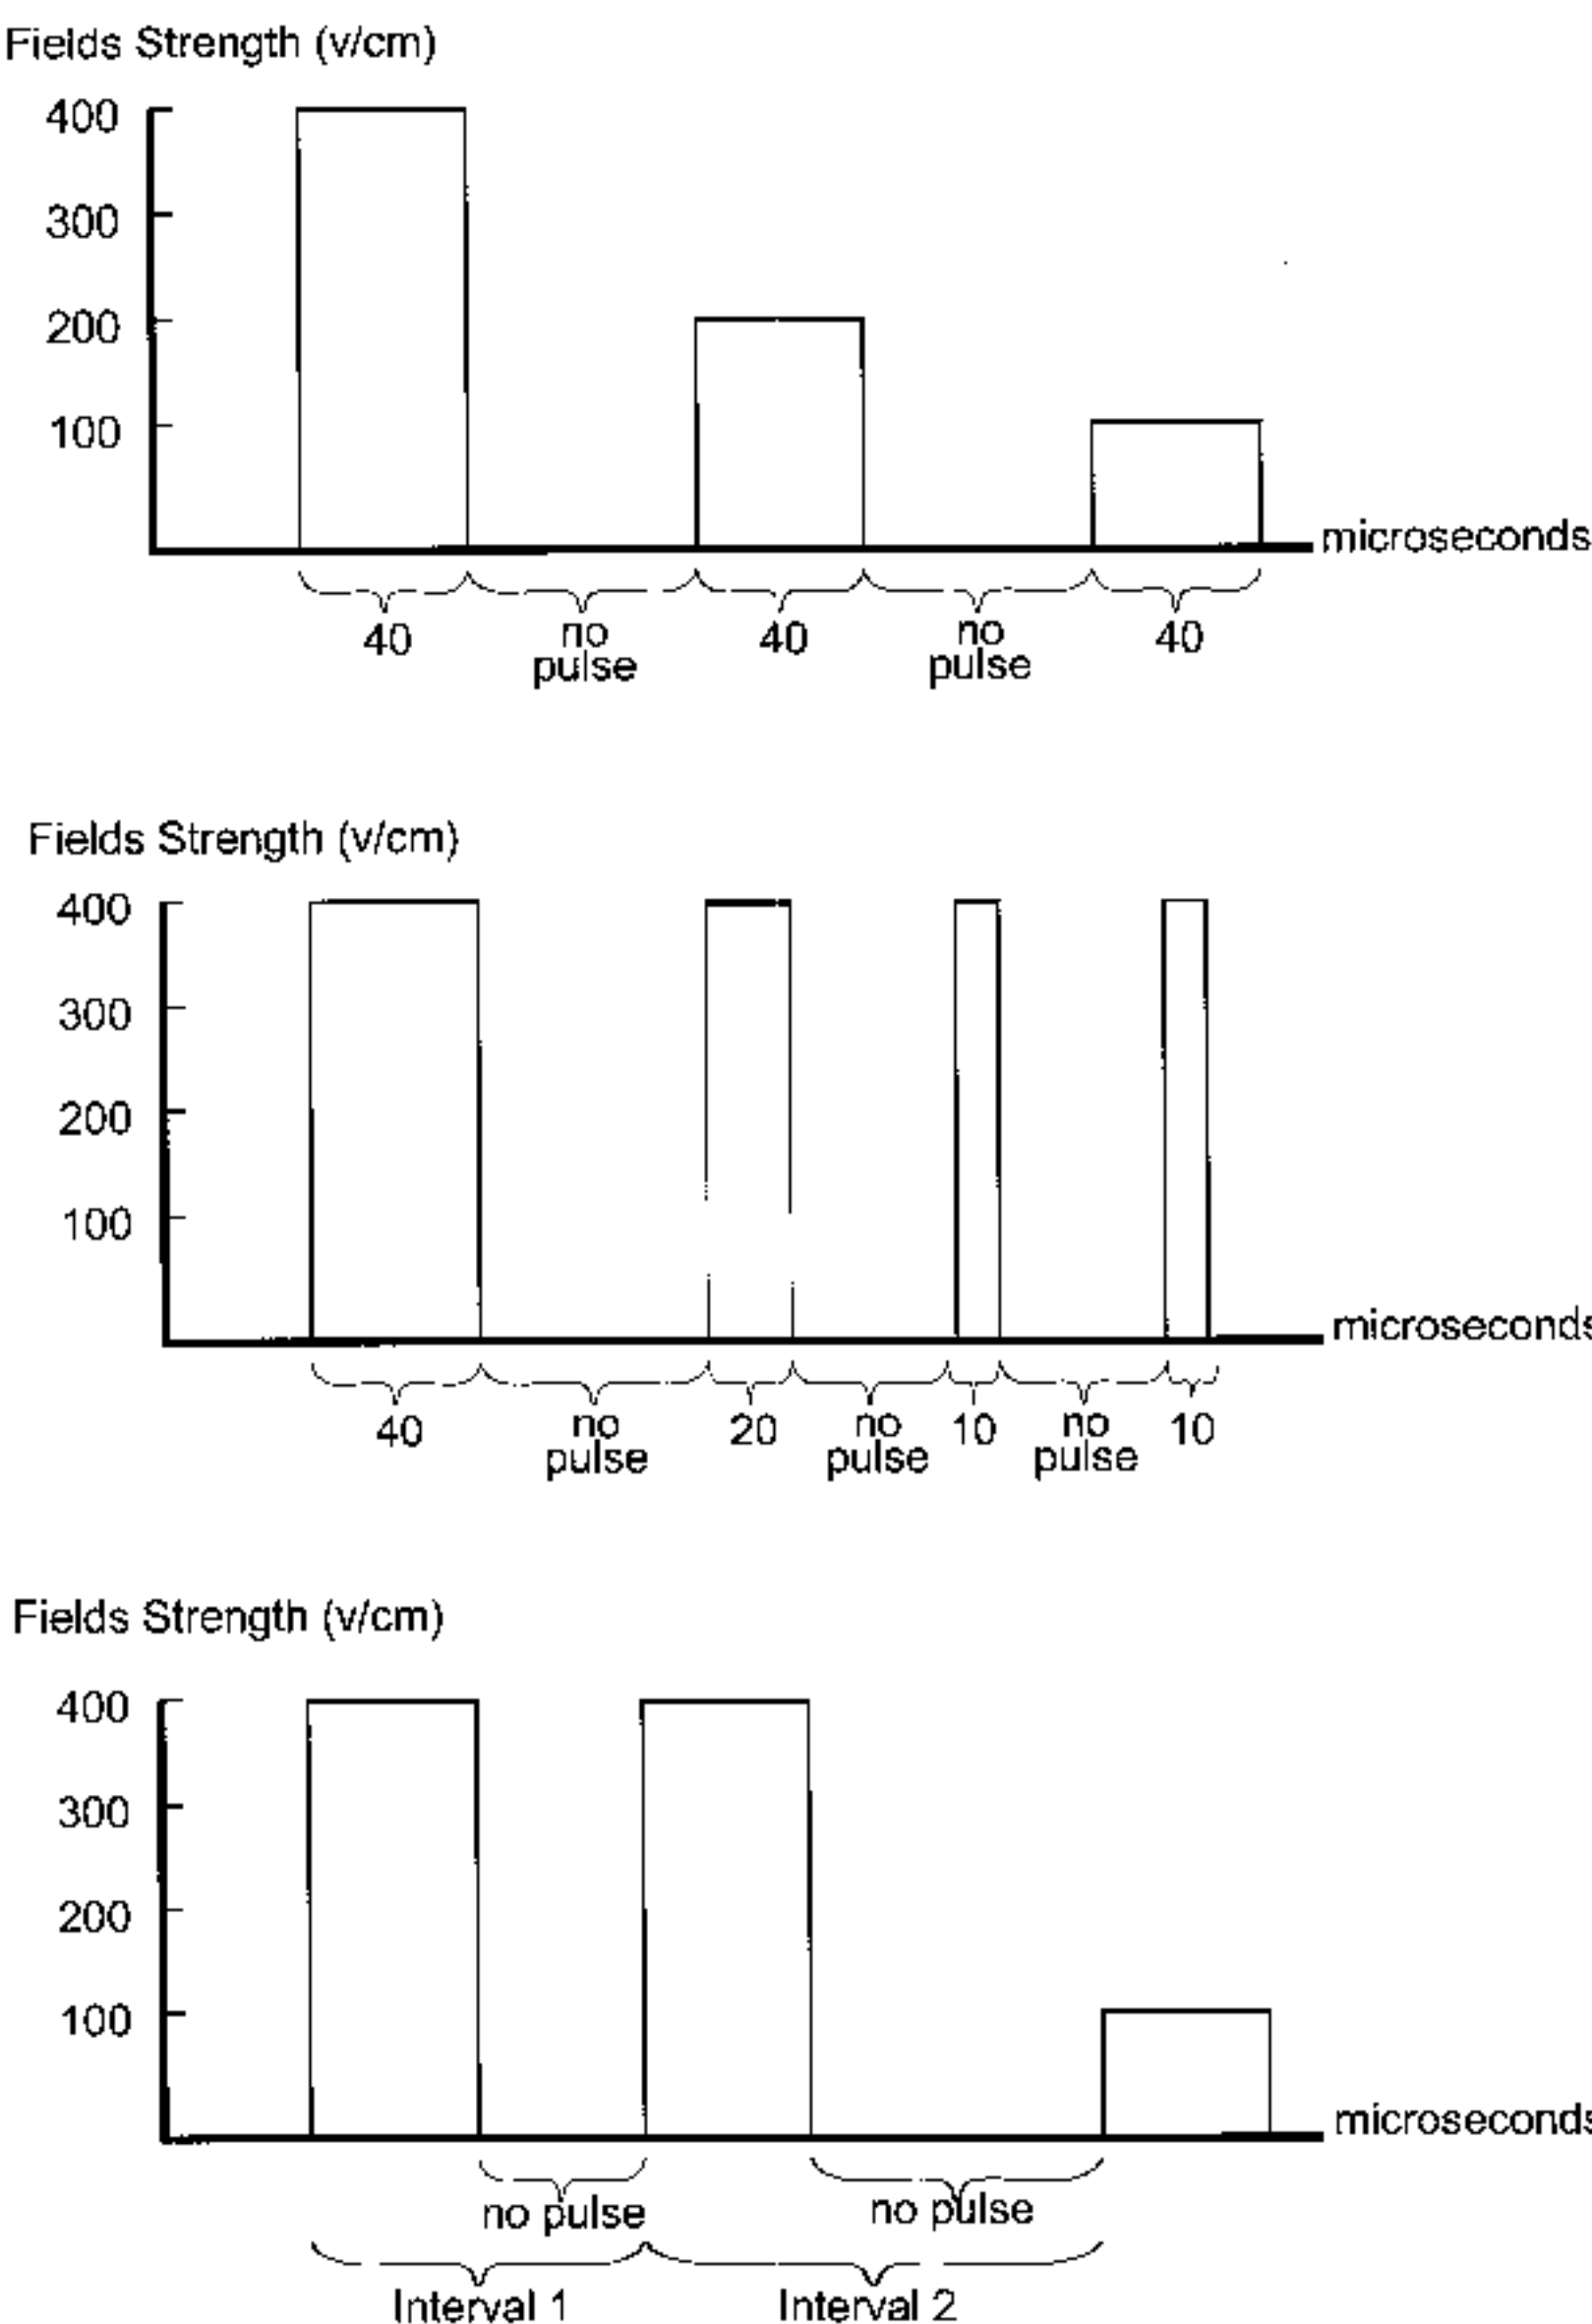 Fields Strength (v/cm)
400
300
200
100
microseconds
40
no
pulse
40
no
pulse
40
Fields Strength (v/cm)
400
300
200
100
microseconds
40
no
pulse
20
no
pulse
10
no
pulse
10
Fields Strength (v/cm)
400
300
200
100
microseconds
no pulse
no pulse
Interval 1
Interval 2